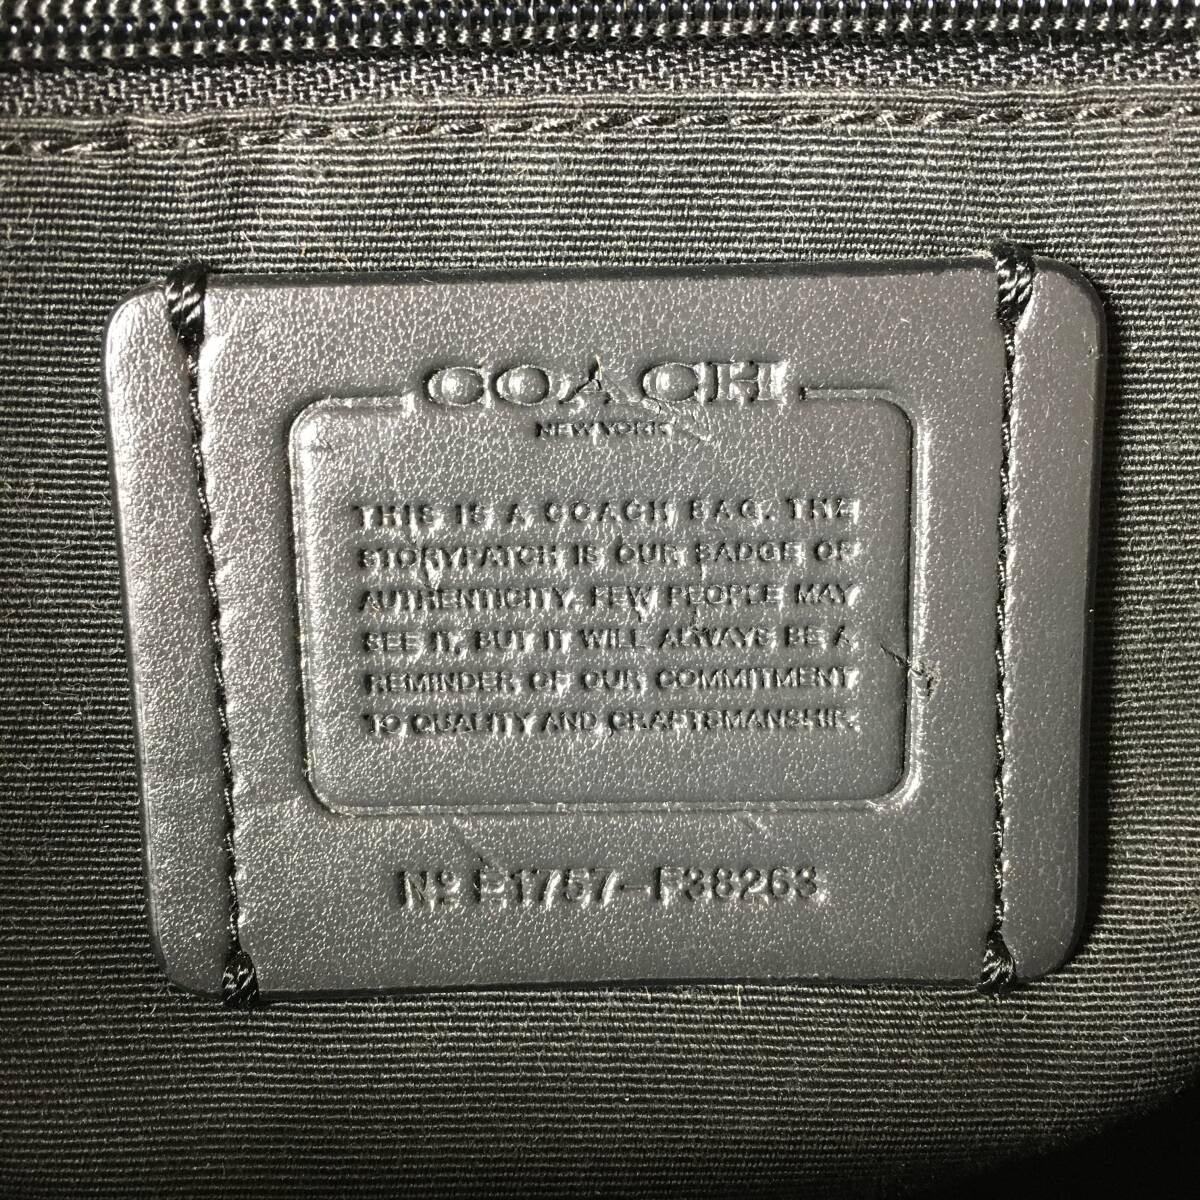 COACH
NEW YORK
THIS IS A COACH BAG. THE
STORYPATCH IS OUR BADGE OF
AUTHENTICITY. FEW PEOPLE MAY
SEE IT, BUT IT WILL ALWAYS BE A
REMINDER OF OUR COMMITMENT
TO QUALITY AND CRAFTSMANSHIP.
Nº E1757-F38263